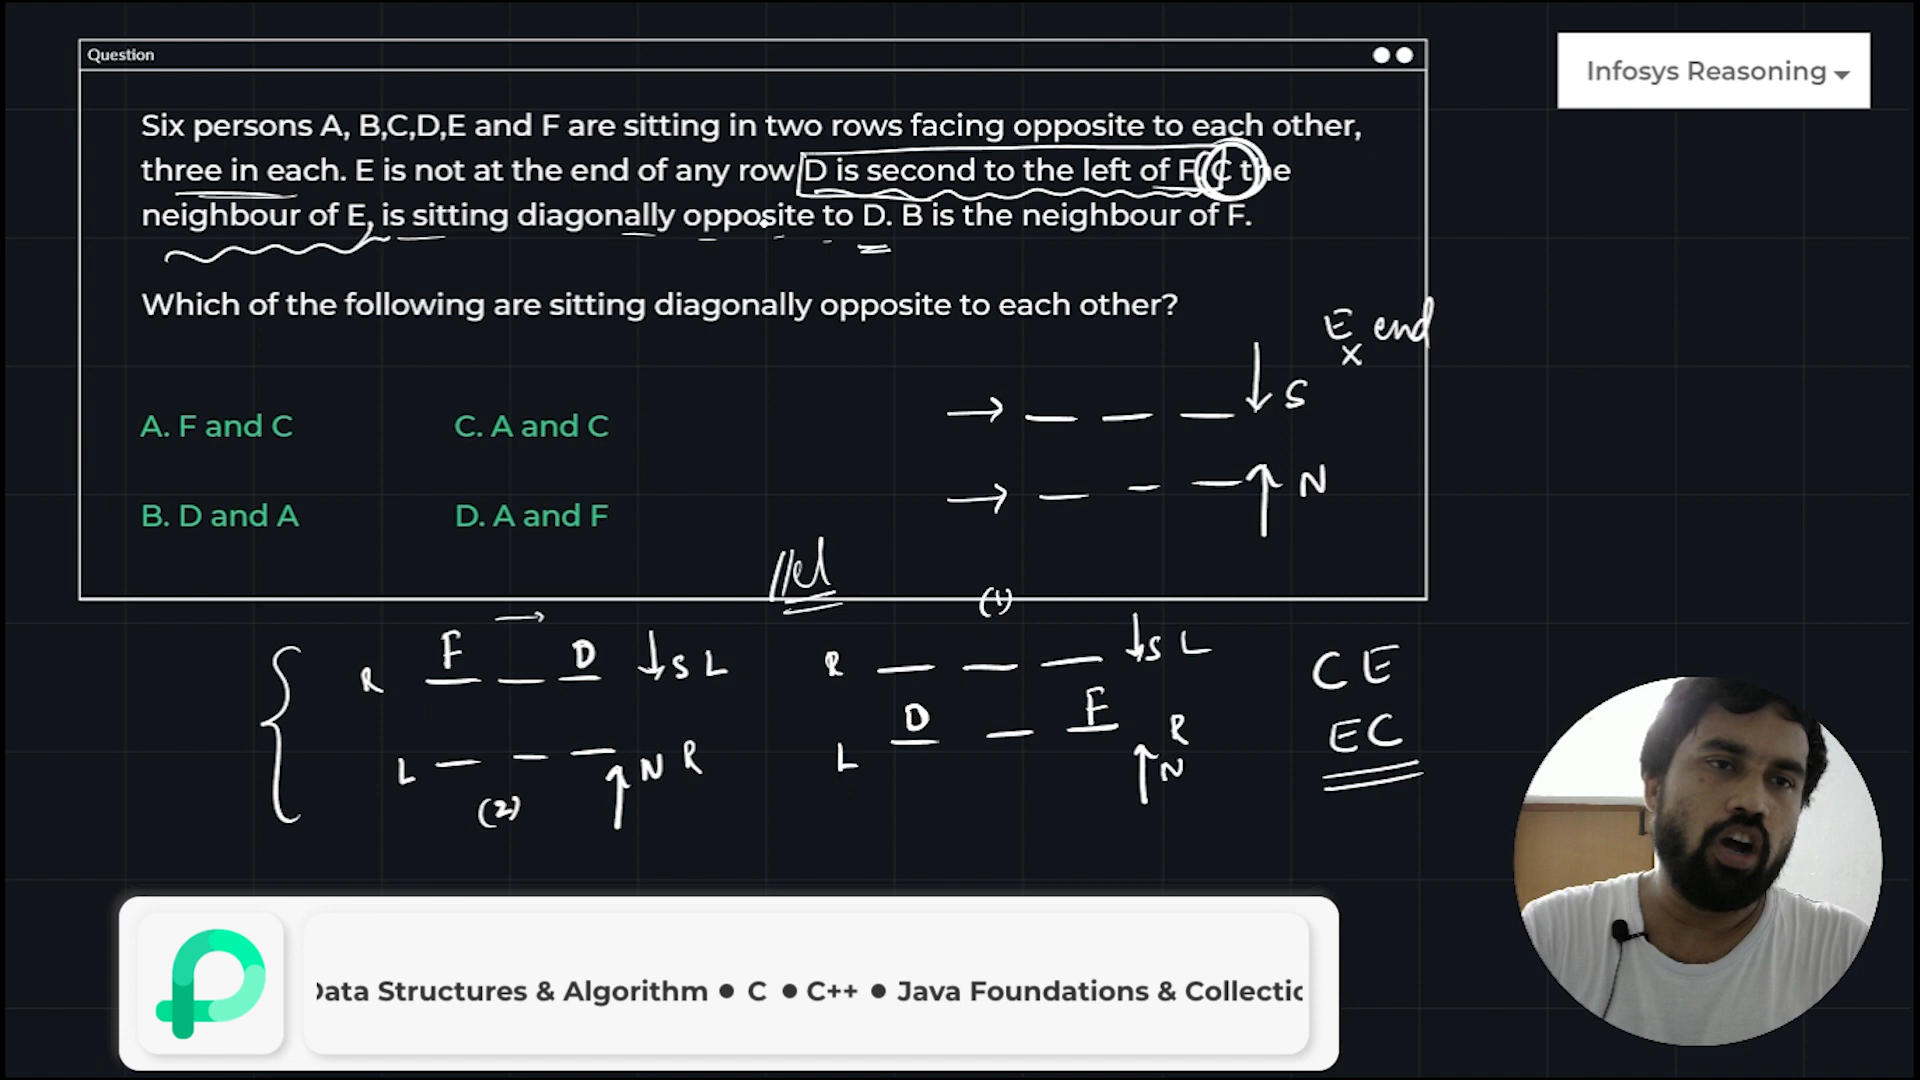 Question
Infosys Reasoning
Six persons A, B,C,D,E and F are sitting in two rows facing opposite to each other,
three in each. E is not at the end of any row D is second to the left of F. C the
neighbour of E, is sitting diagonally opposite to D. B is the neighbour of F.
Which of the following are sitting diagonally opposite to each other?
E end
x
S
A. F and C
C. A and C
N
B. D and A
D. A and F
//el
(1)
R F D S L
R S L
C E
D F R
E C
L N R
L N
(2)
Data Structures & Algorithm ● C ● C++ ● Java Foundations & Collectio